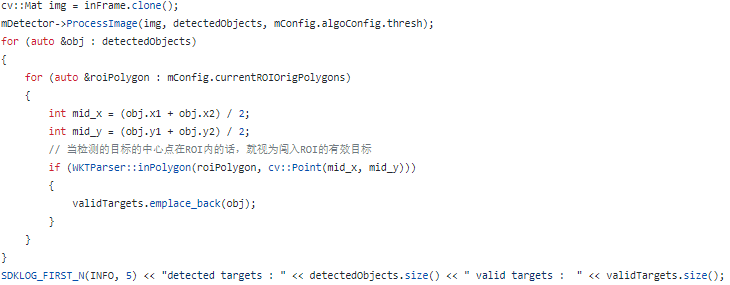 cv::Mat img = inFrame.clone();
mDetector->ProcessImage(img, detectedObjects, mConfig.algoConfig.thresh);
for (auto &obj : detectedObjects)
{
    for (auto &roiPolygon : mConfig.currentROIOrigPolygons)
    {
        int mid_x = (obj.x1 + obj.x2) / 2;
        int mid_y = (obj.y1 + obj.y2) / 2;
        // 当检测的目标的中心点在ROI内的话，就视为闯入ROI的有效目标
        if (WKTParser::inPolygon(roiPolygon, cv::Point(mid_x, mid_y)))
        {
            validTargets.emplace_back(obj);
        }
    }
}
SDKLOG_FIRST_N(INFO, 5) << "detected targets : " << detectedObjects.size() << " valid targets :  " << validTargets.size();